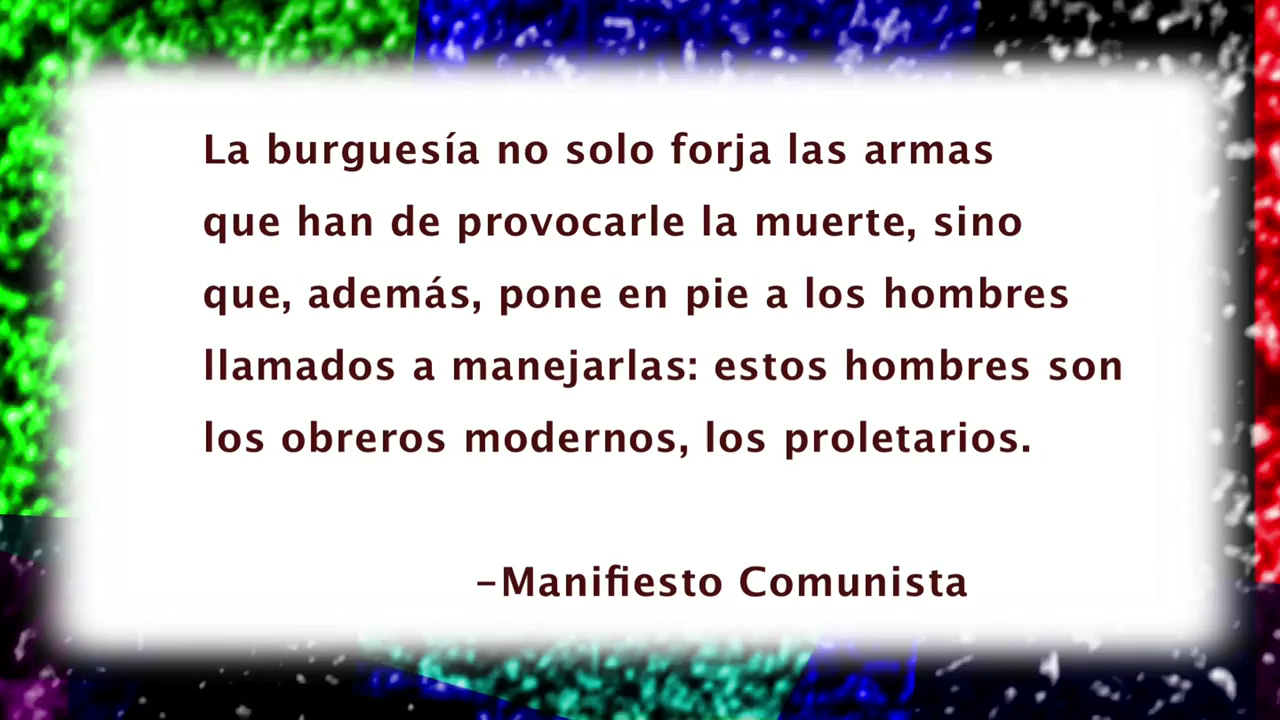 La burguesía no solo forja las armas
que han de provocarle la muerte, sino
que, además, pone en pie a los hombres
llamados a manejarlas: estos hombres son
los obreros modernos, los proletarios.
–Manifiesto Comunista